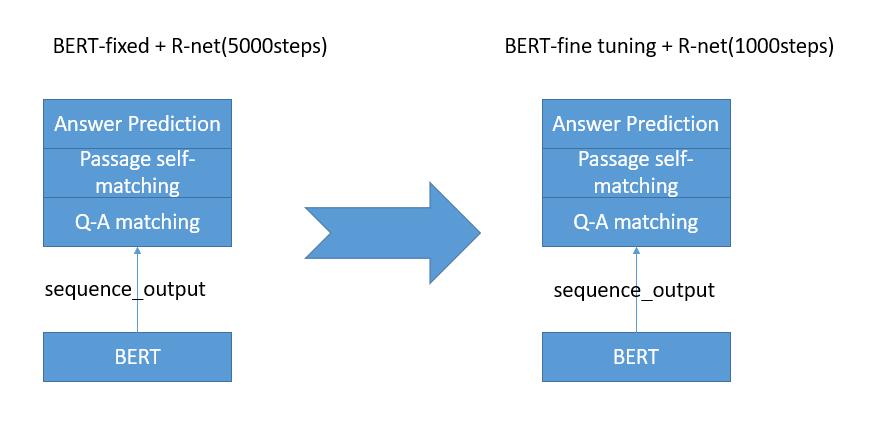 BERT-fixed + R-net(5000steps)
Answer Prediction
Passage self-
matching
Q-A matching
sequence_output
BERT
BERT-fine tuning + R-net(1000steps)
Answer Prediction
Passage self-
matching
Q-A matching
sequence_output
BERT